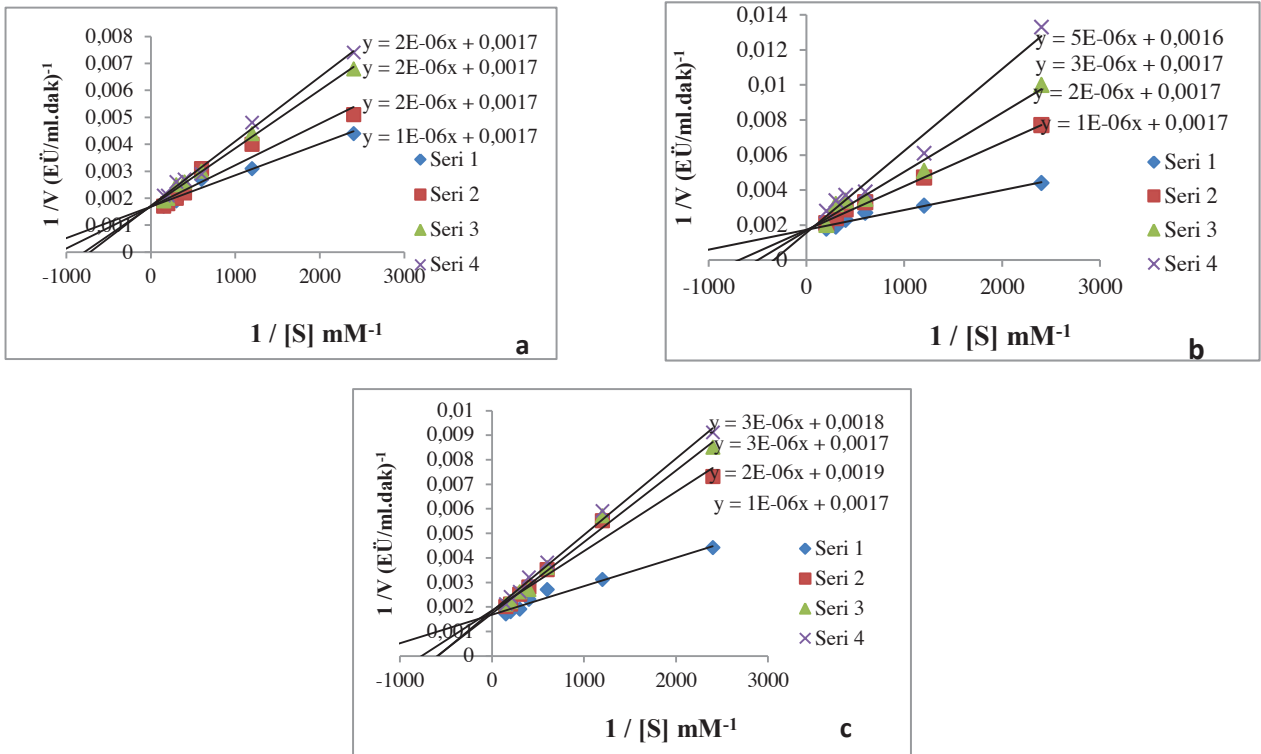 1 /V (EÜ/ml.dak)-1
0,008
0,007
0,006
0,005
0,004
0,003
0,002
0,001
0
-1000 0 1000 2000 3000
y = 2E-06x + 0,0017
y = 2E-06x + 0,0017
y = 2E-06x + 0,0017
y = 1E-06x + 0,0017
Seri 1
Seri 2
Seri 3
Seri 4
1 / [S] mM-1
a
1 /V (EÜ/ml.dak)-1
0,014
0,012
0,01
0,008
0,006
0,004
0,002
0
-1000 0 1000 2000 3000
y = 5E-06x + 0,0016
y = 3E-06x + 0,0017
y = 2E-06x + 0,0017
y = 1E-06x + 0,0017
Seri 1
Seri 2
Seri 3
Seri 4
1 / [S] mM-1
b
1 /V (EÜ/ml.dak)-1
0,01
0,009
0,008
0,007
0,006
0,005
0,004
0,003
0,002
0,001
0
-1000 0 1000 2000 3000
y = 3E-06x + 0,0018
y = 3E-06x + 0,0017
y = 2E-06x + 0,0019
y = 1E-06x + 0,0017
Seri 1
Seri 2
Seri 3
Seri 4
1 / [S] mM-1
c